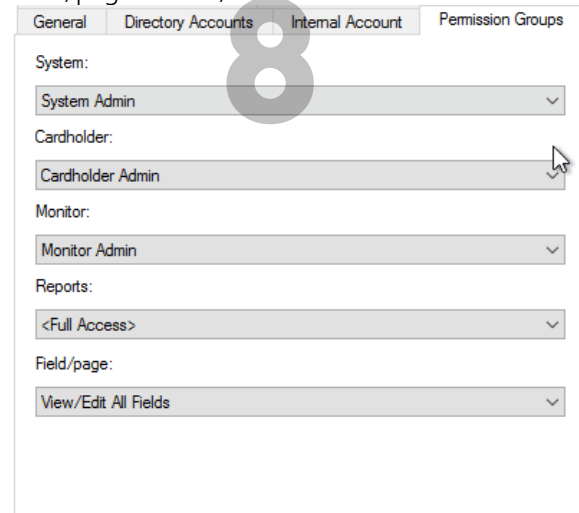 General Directory Accounts Internal Account Permission Groups
8
System:
System Admin
Cardholder:
Cardholder Admin
Monitor:
Monitor Admin
Reports:
<Full Access>
Field/page:
View/Edit All Fields